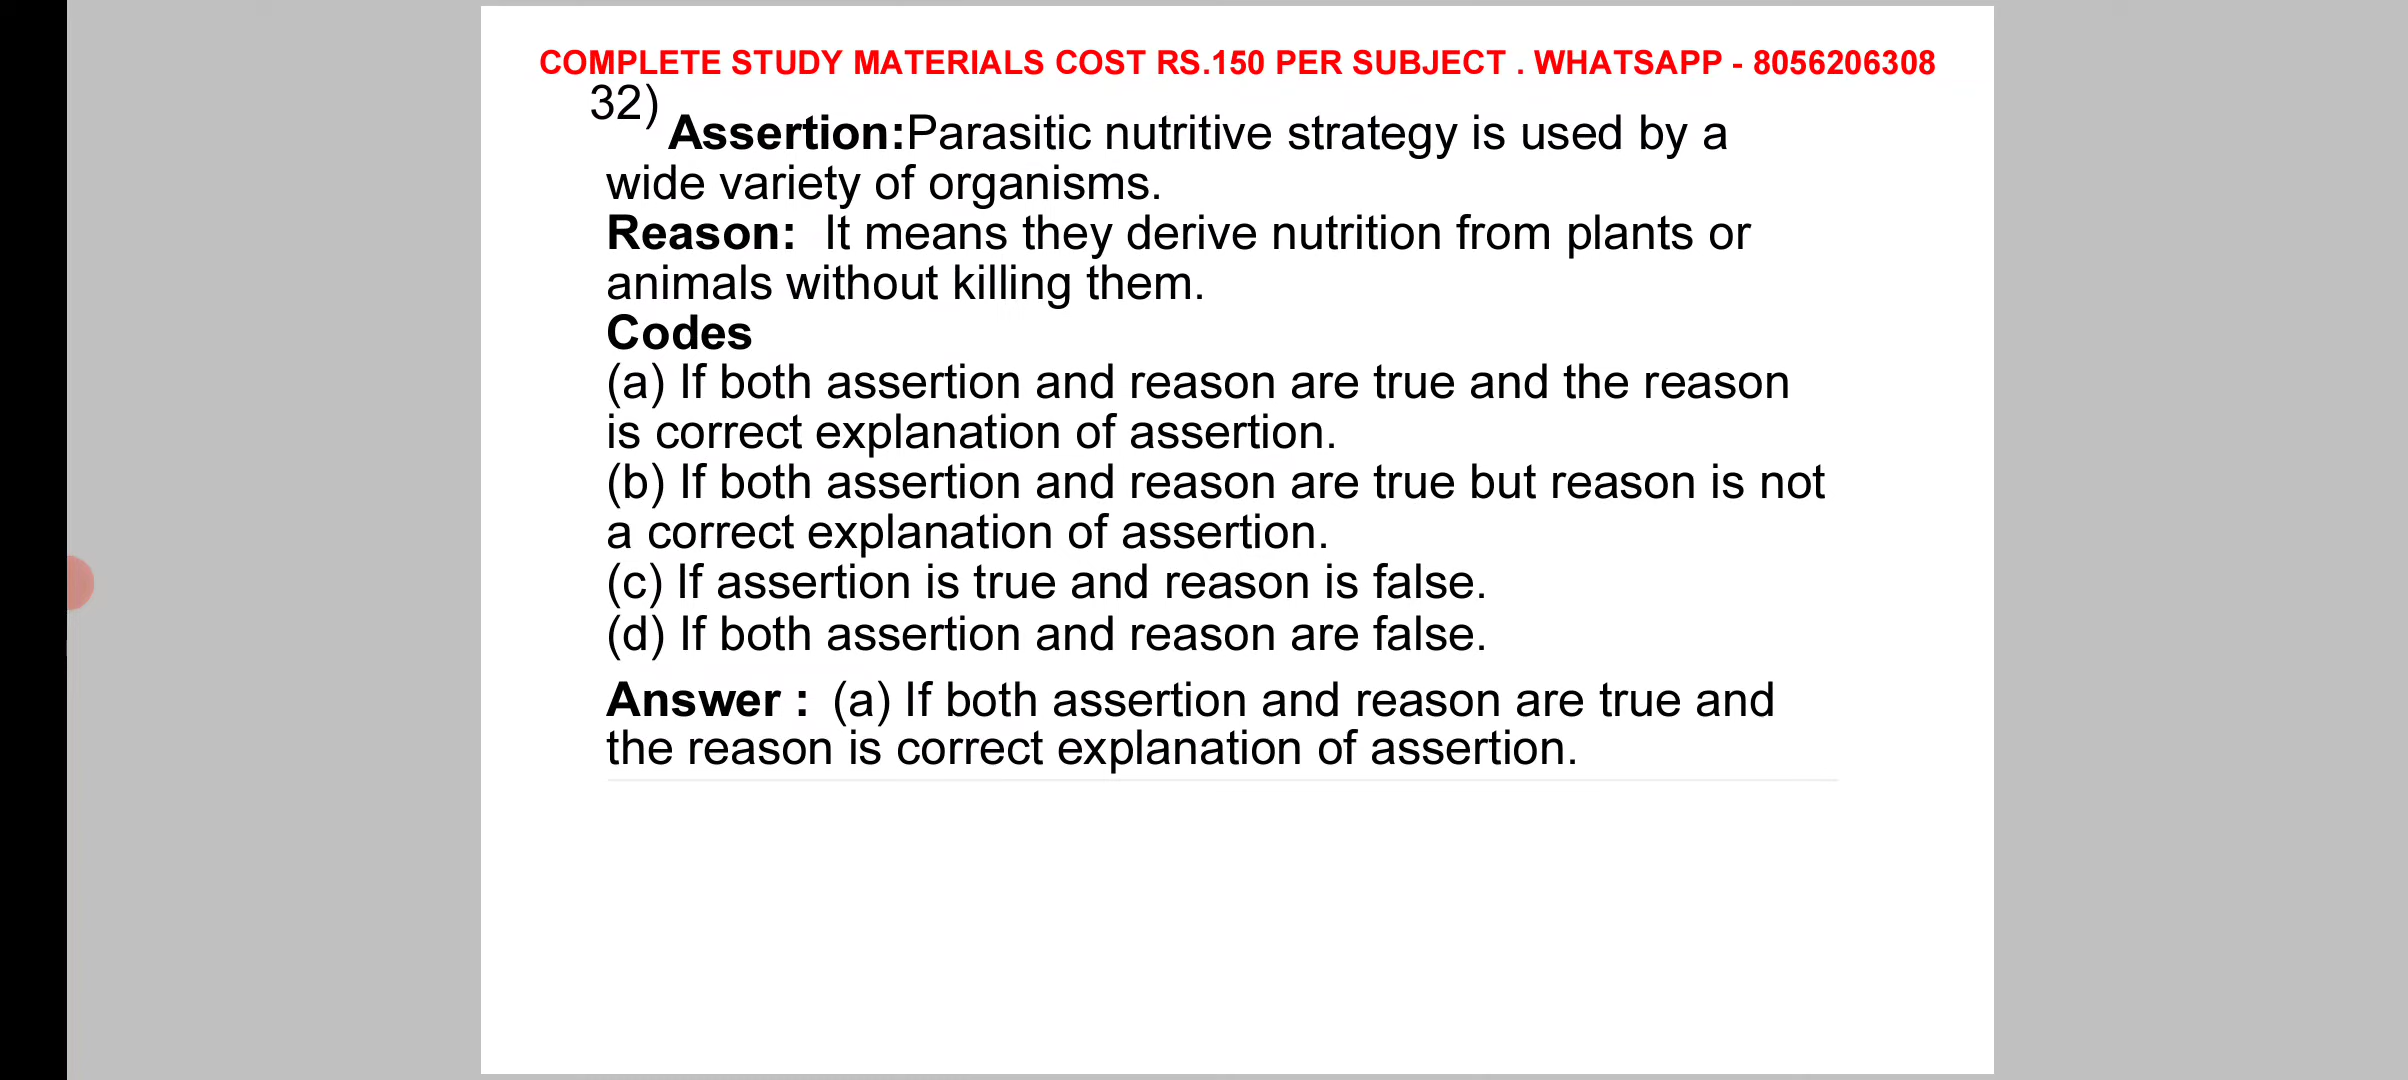 COMPLETE STUDY MATERIALS COST RS.150 PER SUBJECT . WHATSAPP - 8056206308
32)
Assertion:Parasitic nutritive strategy is used by a
wide variety of organisms.
Reason: It means they derive nutrition from plants or
animals without killing them.
Codes
(a) If both assertion and reason are true and the reason
is correct explanation of assertion.
(b) If both assertion and reason are true but reason is not
a correct explanation of assertion.
(c) If assertion is true and reason is false.
(d) If both assertion and reason are false.
Answer : (a) If both assertion and reason are true and
the reason is correct explanation of assertion.